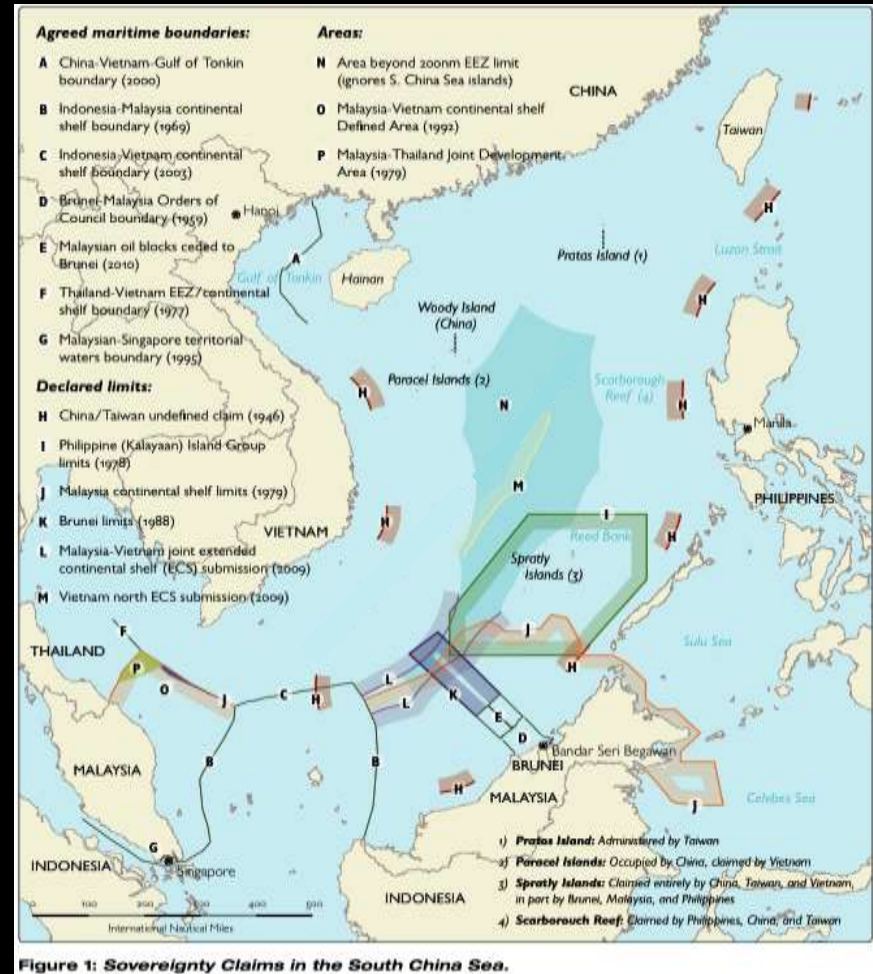 Agreed maritime boundaries:
A China-Vietnam-Gulf of Tonkin
boundary (2000)
B Indonesia-Malaysia continental
shelf boundary (1969)
C Indonesia-Vietnam continental
shelf boundary (2003)
D Brunei-Malaysia Orders of
Council boundary (1959)
E Malaysian oil blocks ceded to
Brunei (2010)
F Thailand-Vietnam EEZ/continental
shelf boundary (1977)
G Malaysian-Singapore territorial
waters boundary (1995)
Declared limits:
H China/Taiwan undefined claim (1946)
I Philippine (Kalayaan) Island Group
limits (1978)
J Malaysia continental shelf limits (1979)
K Brunei limits (1988)
L Malaysia-Vietnam joint extended
continental shelf (ECS) submission (2009)
M Vietnam north ECS submission (2009)
Areas:
N Area beyond 200nm EEZ limit
(ignores S. China Sea islands)
O Malaysia-Vietnam continental shelf
Defined Area (1992)
P Malaysia-Thailand Joint Development
Area (1979)
CHINA
Taiwan
Hanoi
H
A
Pratas Island (1)
Luzon Strait
Gulf of Tonkin
Hainan
H
Woody Island
(China)
Paracel Islands (2)
Scarborough
Reef (4)
H
N
H
Manila
M
PHILIPPINES
I
H
VIETNAM
Reed Bank
H
Spratly
Islands (3)
F
J
THAILAND
Sulu Sea
P
H
O
L
J
C
H
K
L
E
D
Bandar Seri Begawan
B
B
BRUNEI
MALAYSIA
H
MALAYSIA
J
Celebes Sea
G
INDONESIA
Singapore
INDONESIA
0 100 200 300 400 500
International Nautical Miles
1) Pratas Island: Administered by Taiwan
2) Paracel Islands: Occupied by China, claimed by Vietnam
3) Spratly Islands: Claimed entirely by China, Taiwan, and Vietnam,
in part by Brunei, Malaysia, and Philippines
4) Scarborouch Reef: Claimed by Philippines, China, and Taiwan
Figure 1: Sovereignty Claims in the South China Sea.